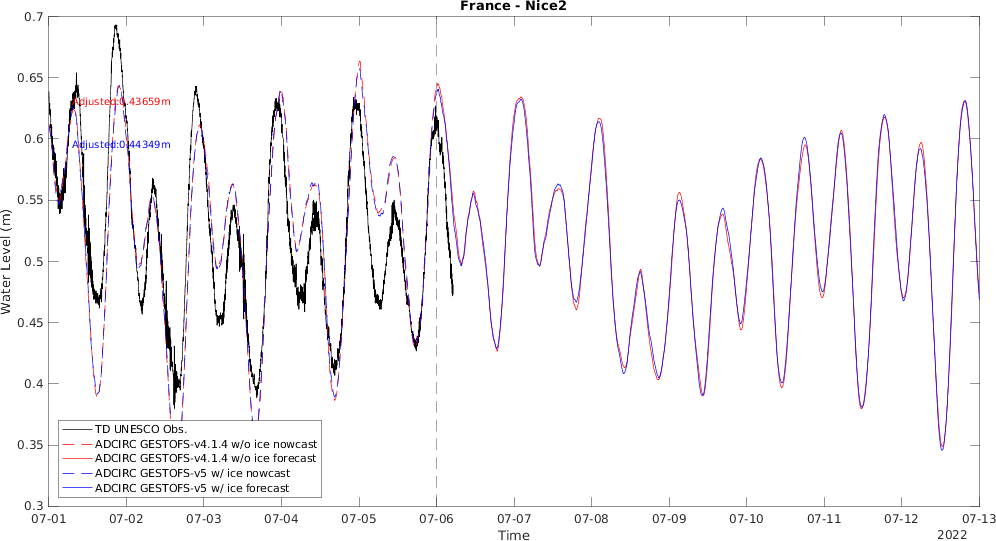 France - Nice2
0.7
0.65
0.6
0.55
0.5
0.45
0.4
0.35
0.3
Water Level (m)
Adjusted:0.43659m
Adjusted:0.44349m
TD UNESCO Obs.
ADCIRC GESTOFS-v4.1.4 w/o ice nowcast
ADCIRC GESTOFS-v4.1.4 w/o ice forecast
ADCIRC GESTOFS-v5 w/ ice nowcast
ADCIRC GESTOFS-v5 w/ ice forecast
07-01 07-02 07-03 07-04 07-05 07-06 07-07 07-08 07-09 07-10 07-11 07-12 07-13
Time
2022